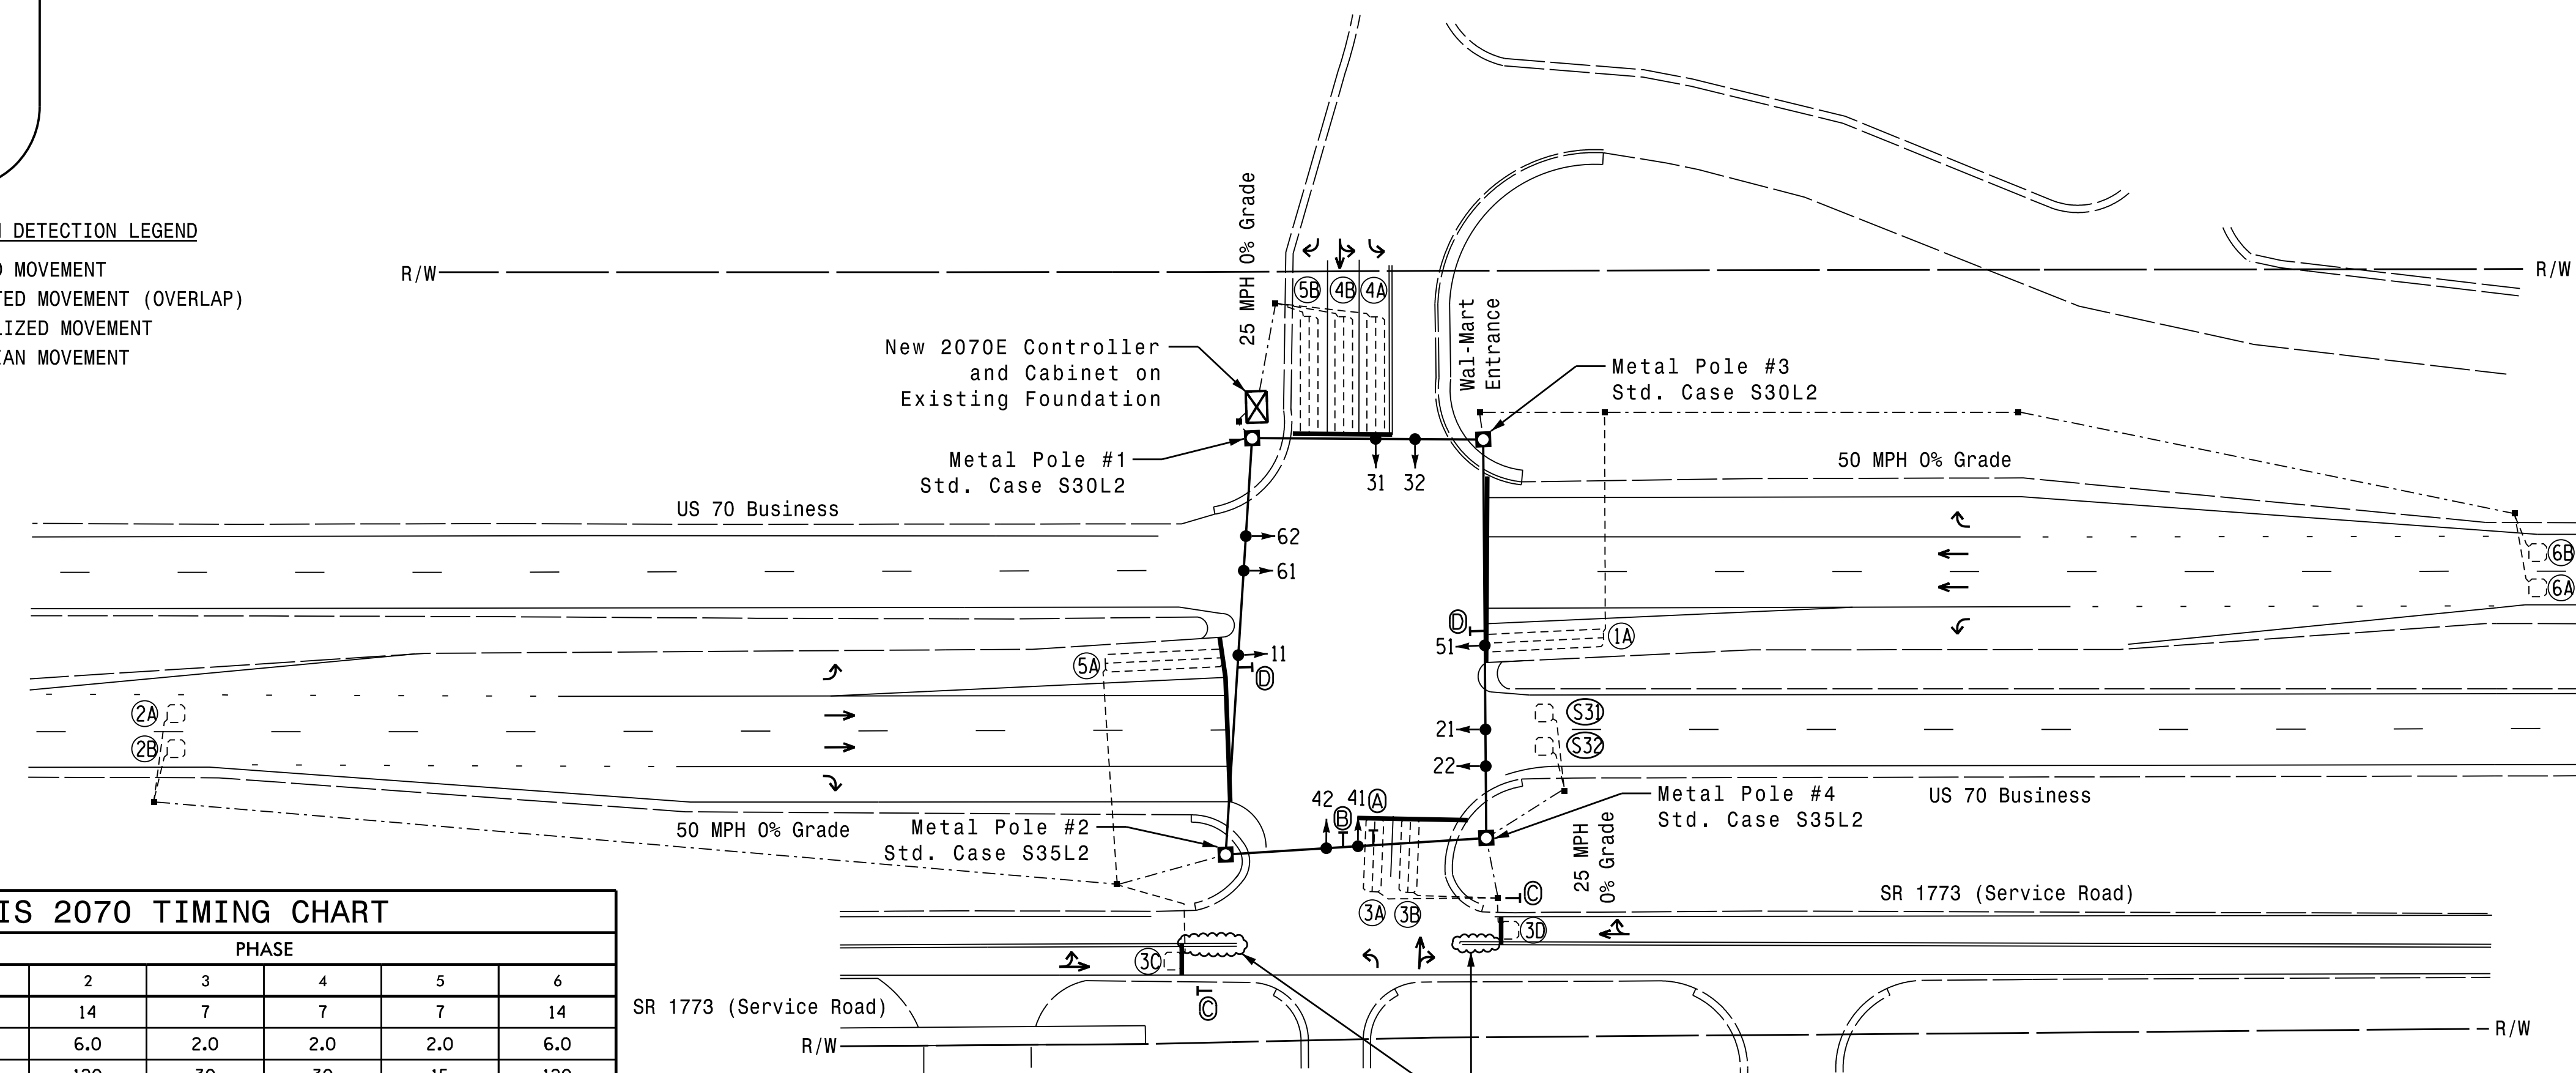 DETECTION LEGEND
MOVEMENT
TED MOVEMENT (OVERLAP)
LIZED MOVEMENT
IAN MOVEMENT
R/W
R/W
25 MPH 0% Grade
5B 4B 4A
New 2070E Controller
and Cabinet on
Existing Foundation
Wal-Mart
Entrance
Metal Pole #3
Std. Case S30L2
Metal Pole #1
Std. Case S30L2
31 32
50 MPH 0% Grade
US 70 Business
62
61
6B
6A
D
51
1A
11
D
5A
2A
2B
S31
S32
21
22
42 B 41 A
Metal Pole #4
Std. Case S35L2
US 70 Business
50 MPH 0% Grade
Metal Pole #2
Std. Case S35L2
25 MPH
0% Grade
SR 1773 (Service Road)
C
3A 3B
3D
3C
C
SR 1773 (Service Road)
R/W
R/W
IS 2070 TIMING CHART
PHASE
2 3 4 5 6
14 7 7 7 14
6.0 2.0 2.0 2.0 6.0
120 30 30 15 120